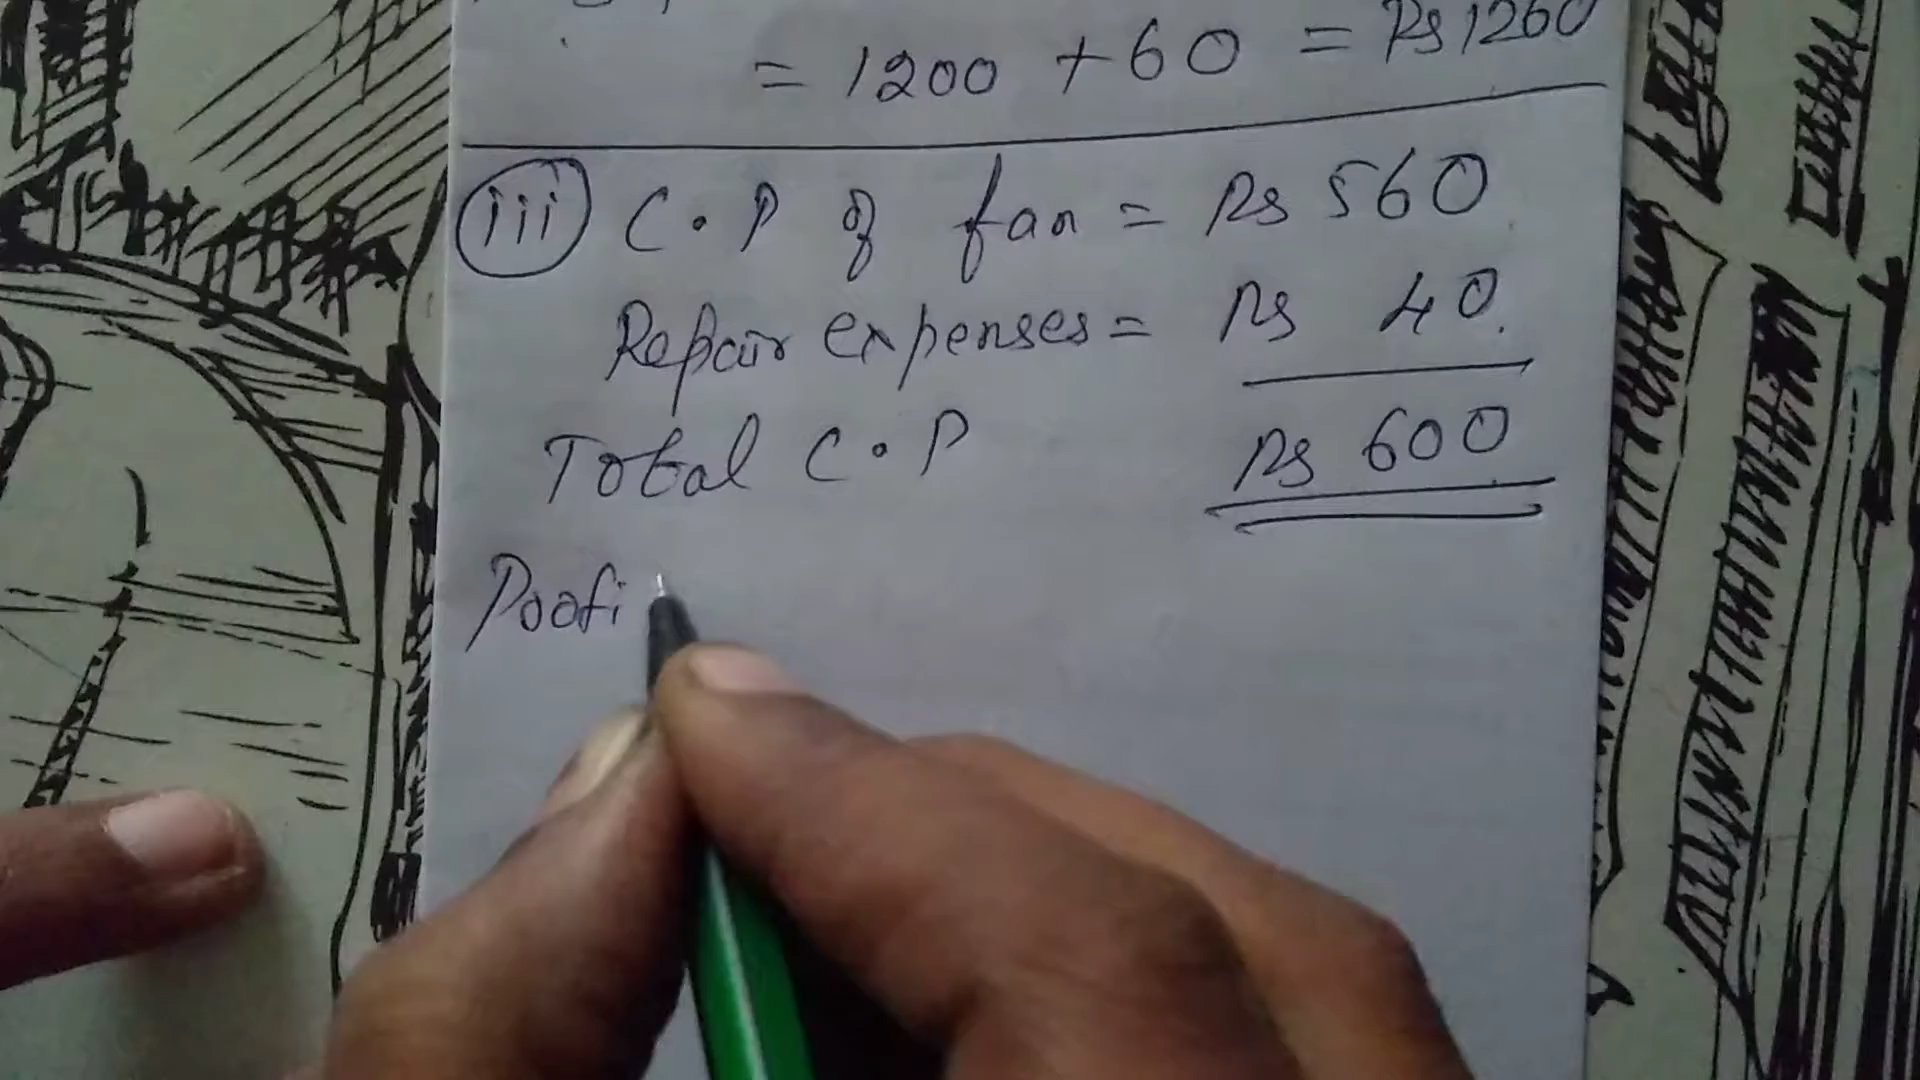 = 1200 + 60 = Rs 1260
iii C.P of fan = Rs 560
Repair expenses = Rs 40.
Total C.P Rs 600
Profi